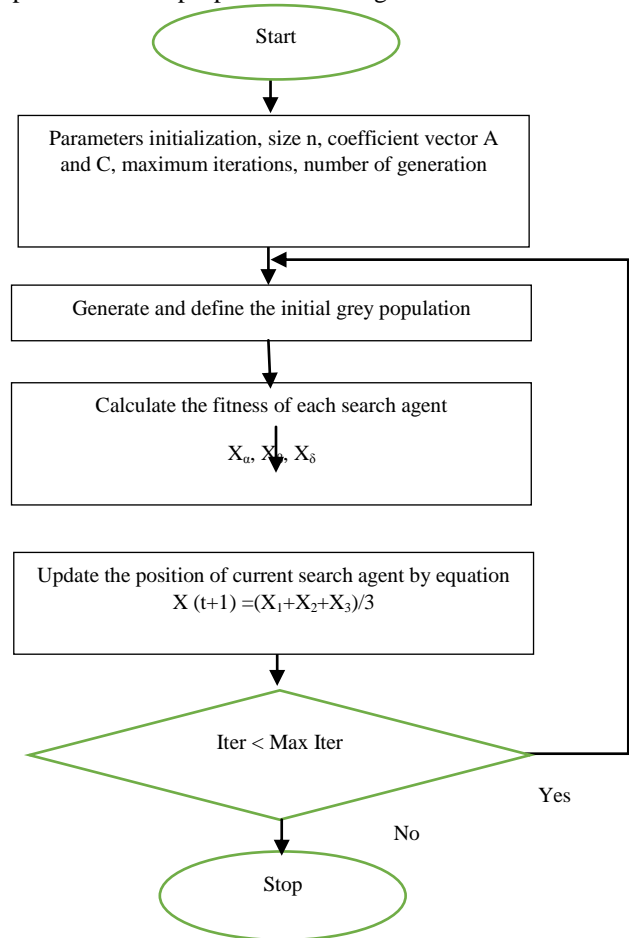 Start
Parameters initialization, size n, coefficient vector A
and C, maximum iterations, number of generation
Generate and define the initial grey population
Calculate the fitness of each search agent
Xα, X Xδ
Update the position of current search agent by equation
X (t+1) =(X₁+X₂+X₃)/3
Iter < Max Iter
Yes
No
Stop